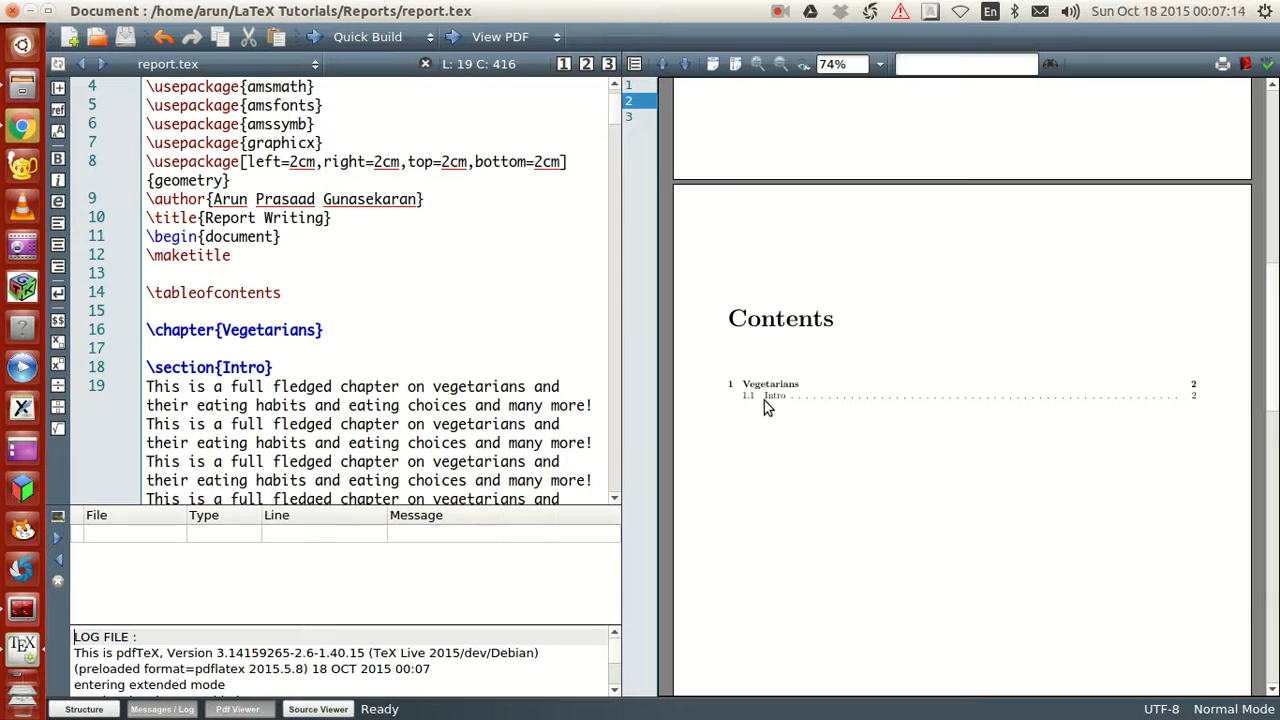 Document : /home/arun/LaTeX Tutorials/Reports/report.tex
En
Sun Oct 18 2015 00:07:14
Quick Build
View PDF
report.tex
L: 19 C: 416
1 2 3
74%
4 \usepackage{amsmath}
5 \usepackage{amsfonts}
6 \usepackage{amssymb}
7 \usepackage{graphicx}
8 \usepackage[left=2cm,right=2cm,top=2cm,bottom=2cm]
{geometry}
9 \author{Arun Prasaad Gunasekaran}
10 \title{Report Writing}
11 \begin{document}
12 \maketitle
13
14 \tableofcontents
15
16 \chapter{Vegetarians}
17
18 \section{Intro}
19 This is a full fledged chapter on vegetarians and
their eating habits and eating choices and many more!
This is a full fledged chapter on vegetarians and
their eating habits and eating choices and many more!
This is a full fledged chapter on vegetarians and
their eating habits and eating choices and many more!
This is a full fledged chapter on vegetarians and
ref
$$
File Type Line Message
LOG FILE :
This is pdfTeX, Version 3.14159265-2.6-1.40.15 (TeX Live 2015/dev/Debian)
(preloaded format=pdflatex 2015.5.8) 18 OCT 2015 00:07
entering extended mode
1
2
3
Contents
1 Vegetarians 2
1.1 Intro . . . . . . . . . . . . . . . . . . . . . . . . . . . . . . . . . . . . . . . . 2
Structure
Messages / Log
Pdf Viewer
Source Viewer
Ready
UTF-8
Normal Mode